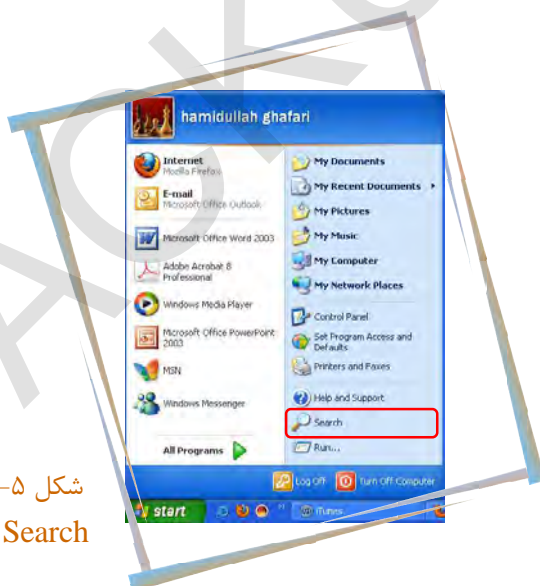 hamidullah ghafari
Internet
Mozilla Firefox
E-mail
Microsoft Office Outlook
Microsoft Office Word 2003
Adobe Acrobat 8
Professional
Windows Media Player
Microsoft Office PowerPoint
2003
MSN
Windows Messenger
All Programs
My Documents
My Recent Documents
My Pictures
My Music
My Computer
My Network Places
Control Panel
Set Program Access and
Defaults
Printers and Faxes
Help and Support
Search
Run...
Log Off
Turn Off Computer
start
iTunes
شکل ۵-
Search